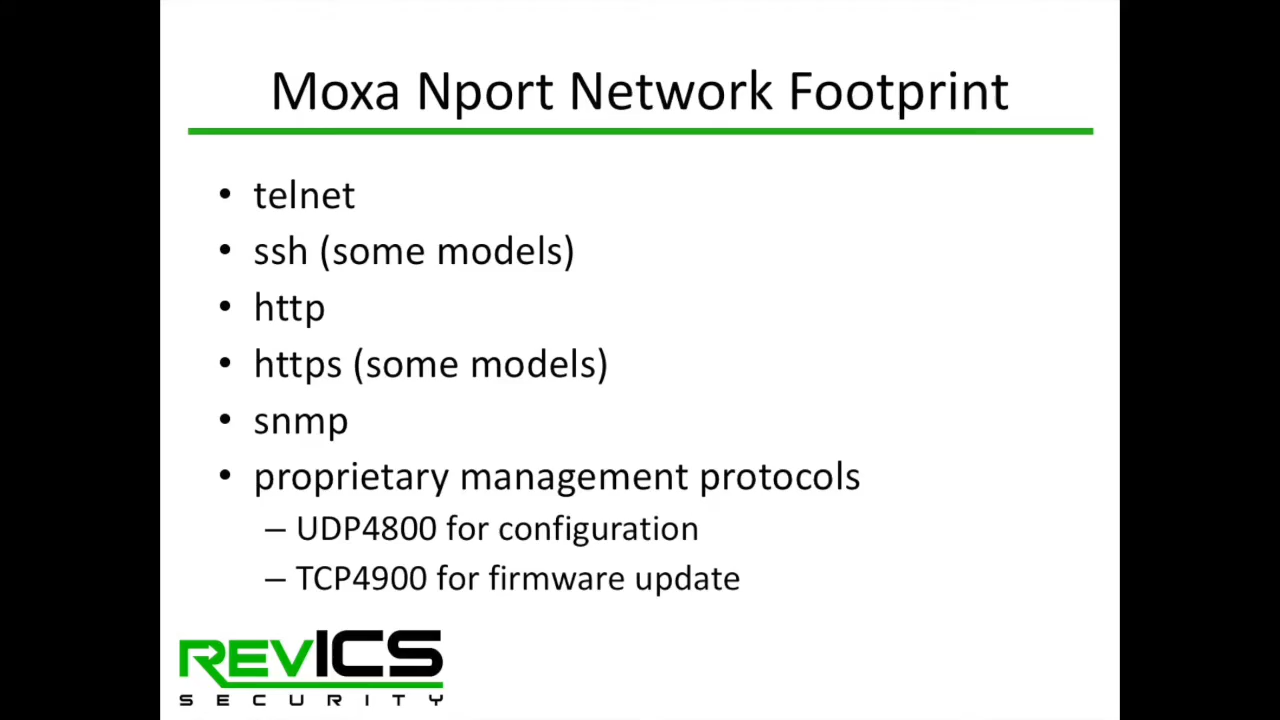 Moxa Nport Network Footprint
• telnet
• ssh (some models)
• http
• https (some models)
• snmp
• proprietary management protocols
– UDP4800 for configuration
– TCP4900 for firmware update
REVICS
SECURITY